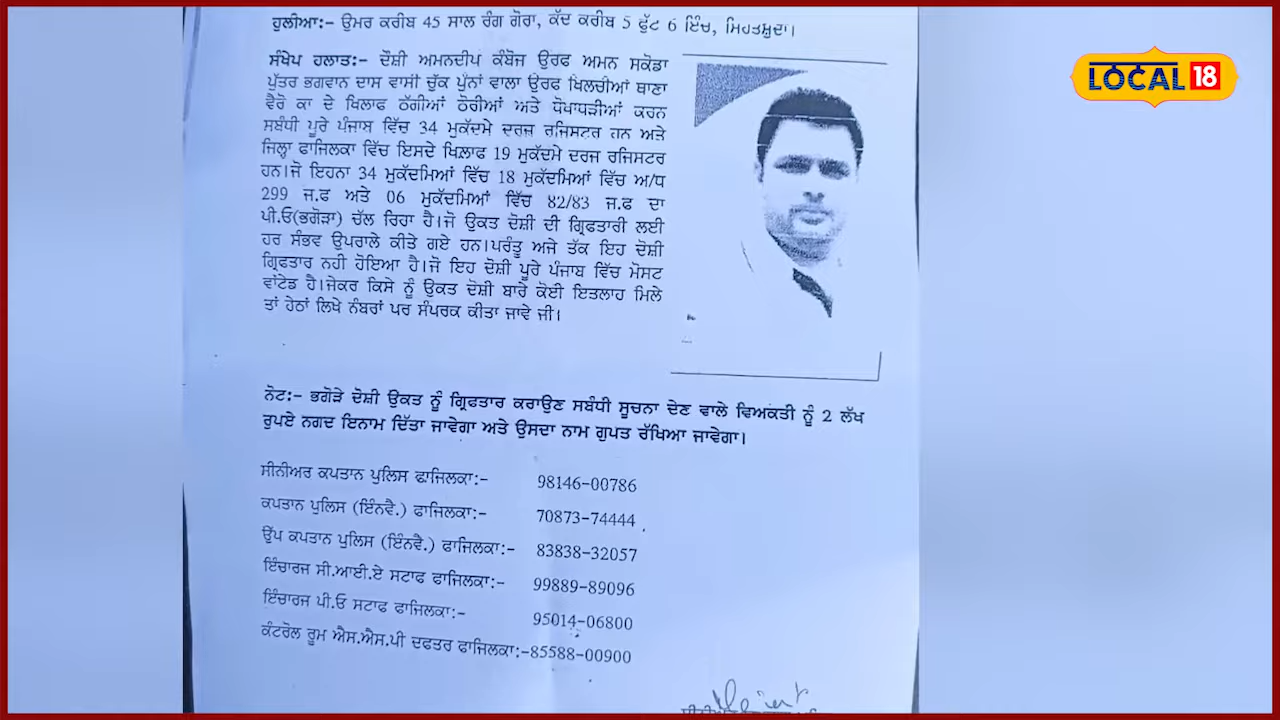 ਹੁਲੀਆ:- ਉਮਰ ਕਰੀਬ 45 ਸਾਲ ਰੰਗ ਗੋਰਾ, ਕੱਦ ਕਰੀਬ 5 ਫੁੱਟ 6 ਇੰਚ, ਸਿਹਤਸ਼ੁਦਾ।
LOCAL 18
ਸੰਖੇਪ ਹਲਾਤ:- ਦੋਸ਼ੀ ਅਮਨਦੀਪ ਕੰਬੋਜ ਉਰਫ ਅਮਨ ਸਕੋਡਾ
ਪੁੱਤਰ ਭਗਵਾਨ ਦਾਸ ਵਾਸੀ ਚੁੱਕ ਪੁੰਨਾਂ ਵਾਲਾ ਉਰਫ ਖਿਲਚੀਆਂ ਥਾਣਾ
ਵੈਰੋ ਕਾ ਦੇ ਖਿਲਾਫ ਠੱਗੀਆਂ ਠੋਰੀਆਂ ਅਤੇ ਧੋਖਾਧੜੀਆਂ ਕਰਨ
ਸਬੰਧੀ ਪੂਰੇ ਪੰਜਾਬ ਵਿੱਚ 34 ਮੁਕੱਦਮੇ ਦਰਜ਼ ਰਜਿਸਟਰ ਹਨ ਅਤੇ
ਜਿਲ੍ਹਾ ਫਾਜਿਲਕਾ ਵਿੱਚ ਇਸਦੇ ਖਿਲਾਫ 19 ਮੁਕੱਦਮੇ ਦਰਜ ਰਜਿਸਟਰ
ਹਨ।ਜੋ ਇਹਨਾ 34 ਮੁਕੱਦਮਿਆਂ ਵਿੱਚ 18 ਮੁਕੱਦਮਿਆਂ ਵਿੱਚ ਅ/ਧ
299 ਜ.ਫ ਅਤੇ 06 ਮੁਕੱਦਮਿਆਂ ਵਿੱਚ 82/83 ਜ.ਫ ਦਾ
ਪੀ.ਓ(ਭਗੋੜਾ) ਚੱਲ ਰਿਹਾ ਹੈ।ਜੋ ਉਕਤ ਦੋਸ਼ੀ ਦੀ ਗ੍ਰਿਫਤਾਰੀ ਲਈ
ਹਰ ਸੰਭਵ ਉਪਰਾਲੇ ਕੀਤੇ ਗਏ ਹਨ।ਪਰੰਤੂ ਅਜੇ ਤੱਕ ਇਹ ਦੋਸ਼ੀ
ਗ੍ਰਿਫਤਾਰ ਨਹੀ ਹੋਇਆ ਹੈ।ਜੋ ਇਹ ਦੋਸ਼ੀ ਪੂਰੇ ਪੰਜਾਬ ਵਿੱਚ ਮੋਸਟ
ਵਾਂਟੇਡ ਹੈ।ਜੇਕਰ ਕਿਸੇ ਨੂੰ ਉਕਤ ਦੋਸ਼ੀ ਬਾਰੇ ਕੋਈ ਇਤਲਾਹ ਮਿਲੇ
ਤਾਂ ਹੇਠਾਂ ਲਿਖੇ ਨੰਬਰਾਂ ਪਰ ਸੰਪਰਕ ਕੀਤਾ ਜਾਵੇ ਜੀ।
ਨੋਟ:- ਭਗੋੜੇ ਦੋਸ਼ੀ ਉਕਤ ਨੂੰ ਗ੍ਰਿਫਤਾਰ ਕਰਾਉਣ ਸਬੰਧੀ ਸੂਚਨਾ ਦੇਣ ਵਾਲੇ ਵਿਅਕਤੀ ਨੂੰ 2 ਲੱਖ
ਰੁਪਏ ਨਗਦ ਇਨਾਮ ਦਿੱਤਾ ਜਾਵੇਗਾ ਅਤੇ ਉਸਦਾ ਨਾਮ ਗੁਪਤ ਰੱਖਿਆ ਜਾਵੇਗਾ।
ਸੀਨੀਅਰ ਕਪਤਾਨ ਪੁਲਿਸ ਫਾਜਿਲਕਾ:- 98146-00786
ਕਪਤਾਨ ਪੁਲਿਸ (ਇੰਨਵੈ.) ਫਾਜਿਲਕਾ:- 70873-74444
ਉੱਪ ਕਪਤਾਨ ਪੁਲਿਸ (ਇੰਨਵੈ.) ਫਾਜਿਲਕਾ:- 83838-32057
ਇੰਚਾਰਜ ਸੀ.ਆਈ.ਏ ਸਟਾਫ ਫਾਜਿਲਕਾ:- 99889-89096
ਇੰਚਾਰਜ ਪੀ.ਓ ਸਟਾਫ ਫਾਜਿਲਕਾ:- 95014-06800
ਕੰਟਰੋਲ ਰੂਮ ਐਸ.ਐਸ.ਪੀ ਦਫਤਰ ਫਾਜਿਲਕਾ:-85588-00900